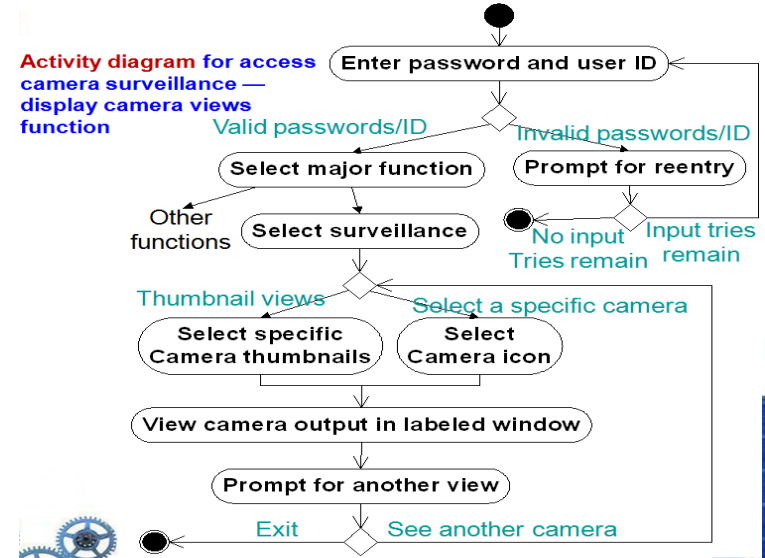 Activity diagram for access
camera surveillance —
display camera views
function
Enter password and user ID
Valid passwords/ID
Invalid passwords/ID
Select major function
Prompt for reentry
Other
functions
Select surveillance
No input
Tries remain
Input tries
remain
Thumbnail views
Select a specific camera
Select specific
Camera thumbnails
Select
Camera icon
View camera output in labeled window
Prompt for another view
Exit
See another camera